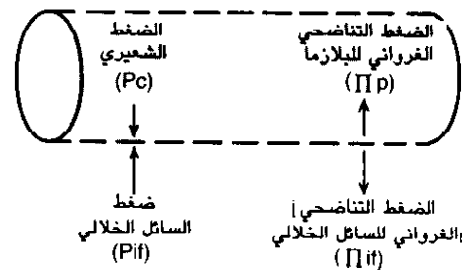 الضغط
الشعيري
(Pc)
الضغط التناضحي
الغرواني للبلازما
(∏p)
ضغط
السائل الخلالي
(Pif)
الضغط التناضحي
الغرواني للسائل الخلالي
(∏if)